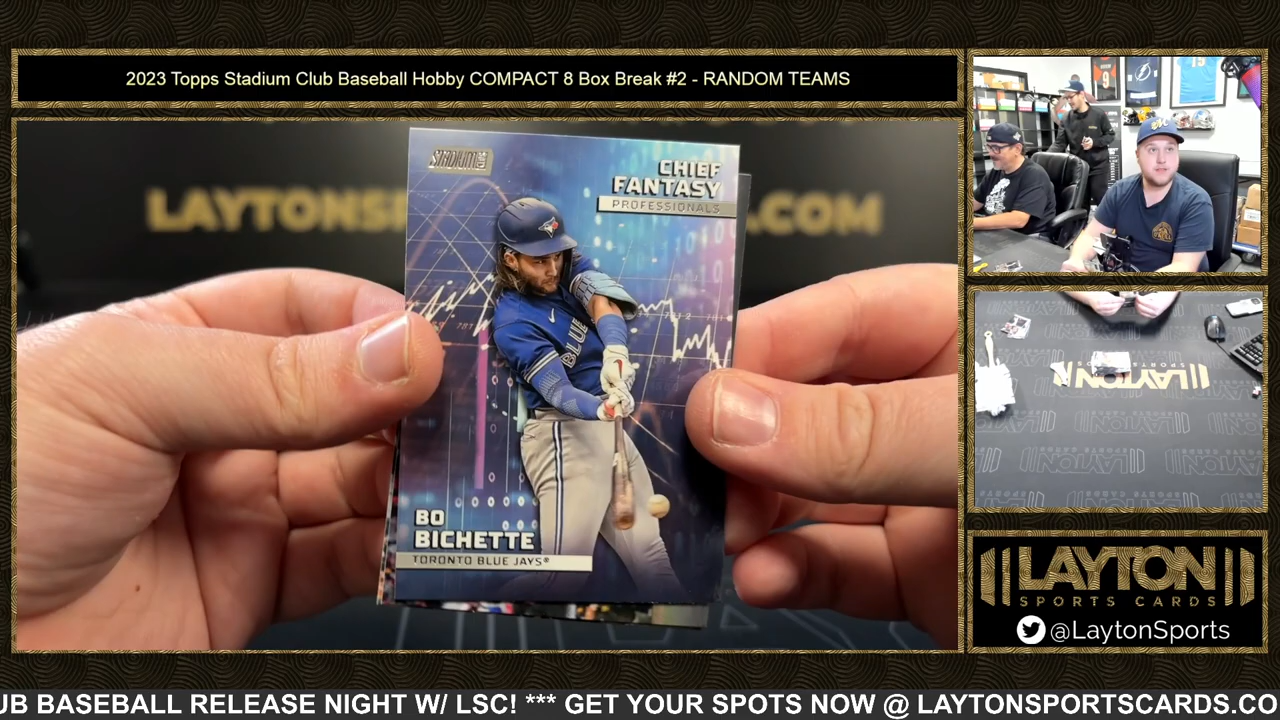 2023 Topps Stadium Club Baseball Hobby COMPACT 8 Box Break #2 - RANDOM TEAMS
STADIUM CLUB
CHIEF
FANTASY
PROFESSIONALS
BLUE
BO
BICHETTE
TORONTO BLUE JAYS®
LAYTON
SPORTS CARDS
@LaytonSports
UB BASEBALL RELEASE NIGHT W/ LSC! *** GET YOUR SPOTS NOW @ LAYTONSPORTSCARDS.CO